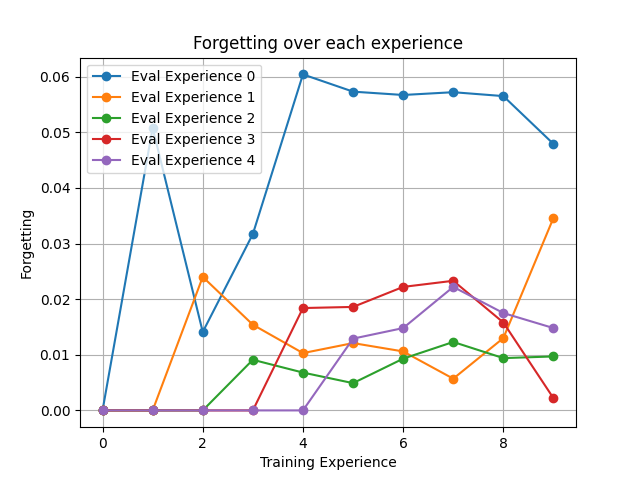 Forgetting over each experience
Eval Experience 0
Eval Experience 1
Eval Experience 2
Eval Experience 3
Eval Experience 4
0.06
0.05
0.04
0.03
0.02
0.01
0.00
Forgetting
0 2 4 6 8
Training Experience